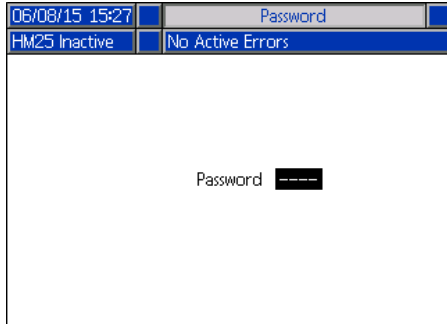 06/08/15 15:27 Password
HM25 Inactive No Active Errors
Password ----